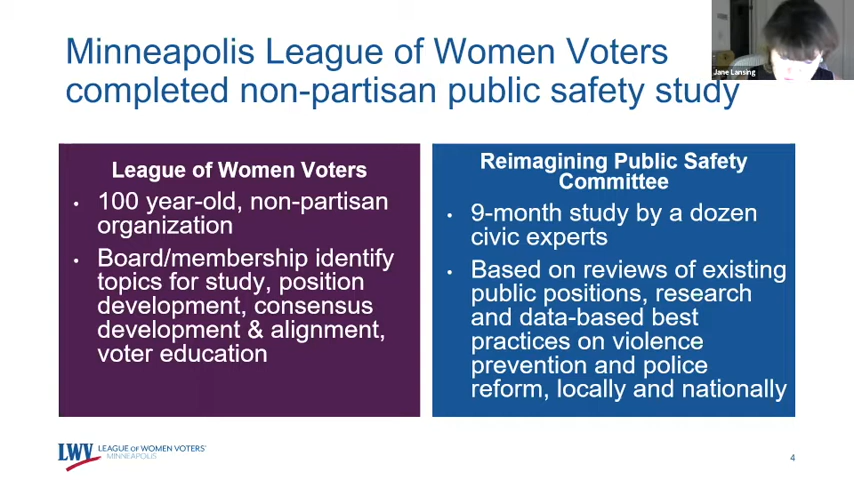 Minneapolis League of Women Voters
completed non-partisan public safety study
Jane Lansing
League of Women Voters
• 100 year-old, non-partisan
organization
• Board/membership identify
topics for study, position
development, consensus
development & alignment,
voter education
Reimagining Public Safety
Committee
• 9-month study by a dozen
civic experts
• Based on reviews of existing
public positions, research
and data-based best
practices on violence
prevention and police
reform, locally and nationally
LWV LEAGUE OF WOMEN VOTERS®
MINNEAPOLIS
4